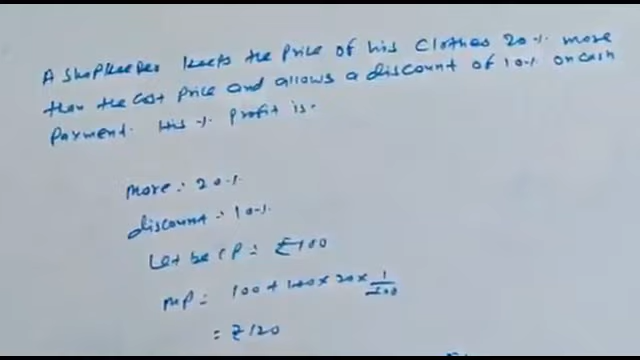 A shopkeeper keeps the price of his clothes 20% more
than the cost price and allows a discount of 10% on cash
payment. His % profit is.
more: 20%
discount: 10%
Let be CP = ₹100
MP = 100 + 100 × 20 × 1/100
= ₹120